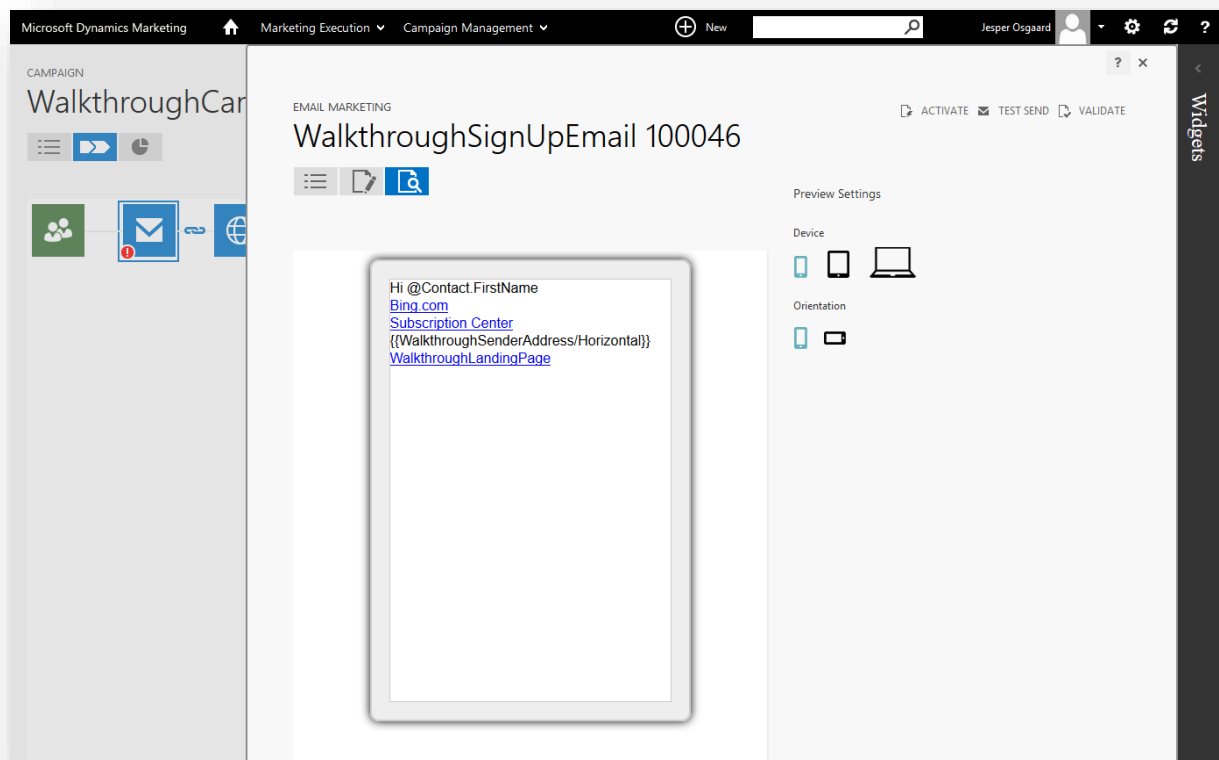 Microsoft Dynamics Marketing Marketing Execution Campaign Management New Jesper Osgaard ?
CAMPAIGN
WalkthroughCar
? ×
Widgets
EMAIL MARKETING
ACTIVATE TEST SEND VALIDATE
WalkthroughSignUpEmail 100046
Preview Settings
Device
Orientation
Hi @Contact.FirstName
Bing.com
Subscription Center
{{WalkthroughSenderAddress/Horizontal}}
WalkthroughLandingPage